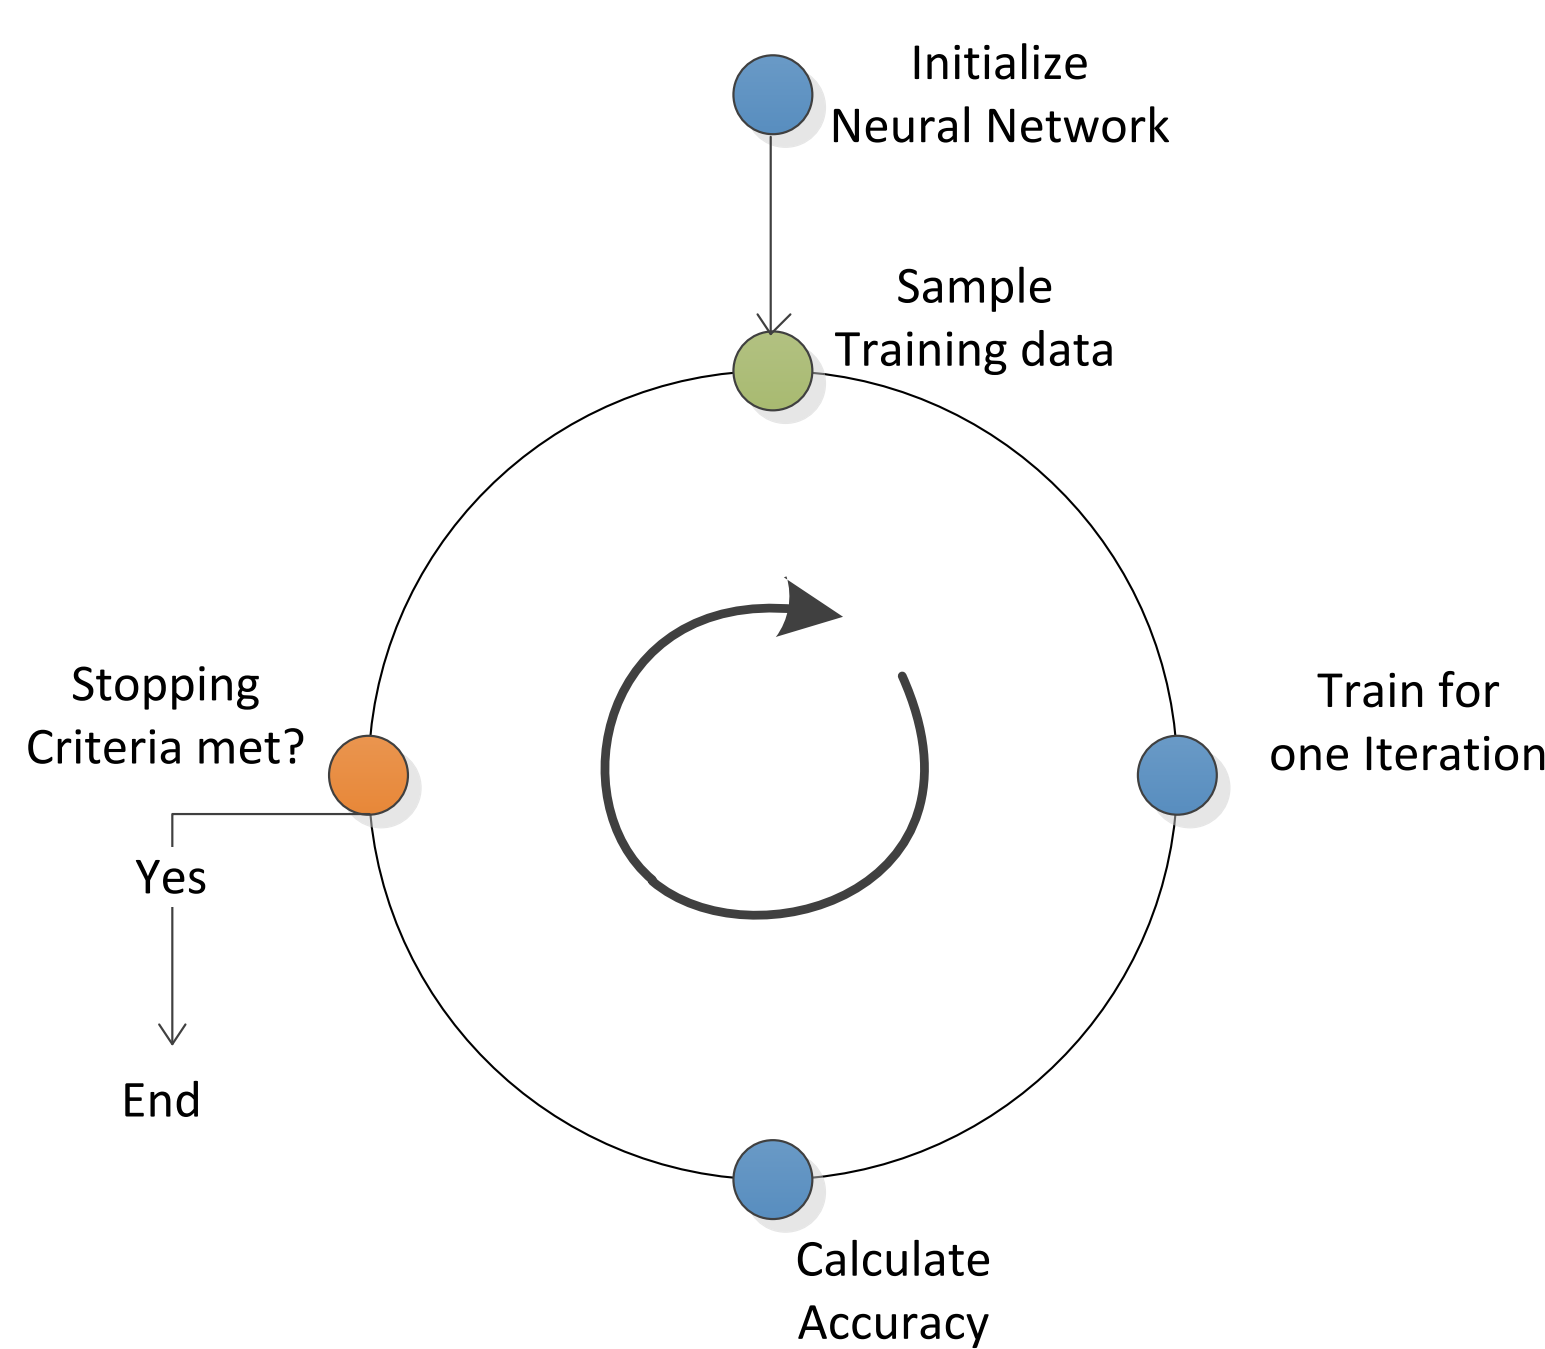 Initialize
Neural Network
Sample
Training data
Train for
one Iteration
Calculate
Accuracy
Stopping
Criteria met?
Yes
End